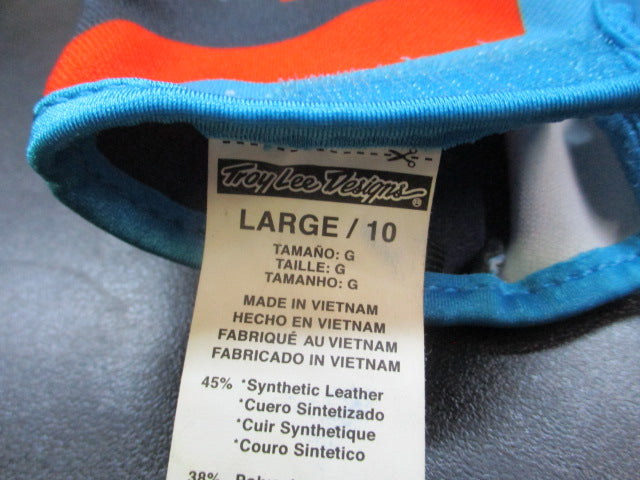 Troy Lee Designs®
LARGE / 10
TAMAÑO: G
TAILLE: G
TAMANHO: G
MADE IN VIETNAM
HECHO EN VIETNAM
FABRIQUÉ AU VIETNAM
FABRICADO IN VIETNAM
45% *Synthetic Leather
*Cuero Sintetizado
*Cuir Synthetique
*Couro Sintetico
38%